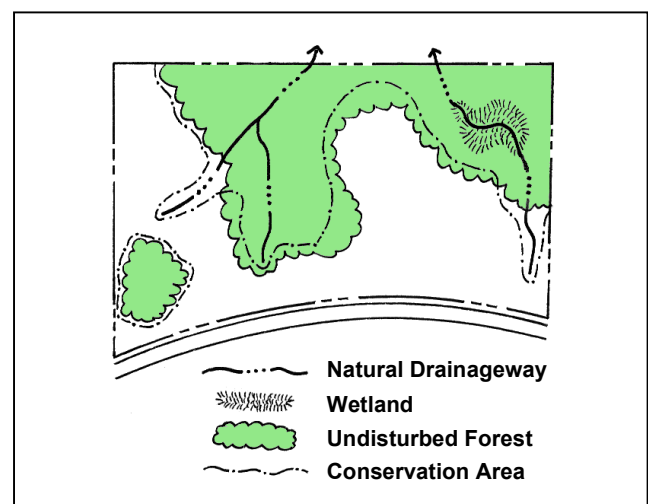 Natural Drainageway
Wetland
Undisturbed Forest
Conservation Area